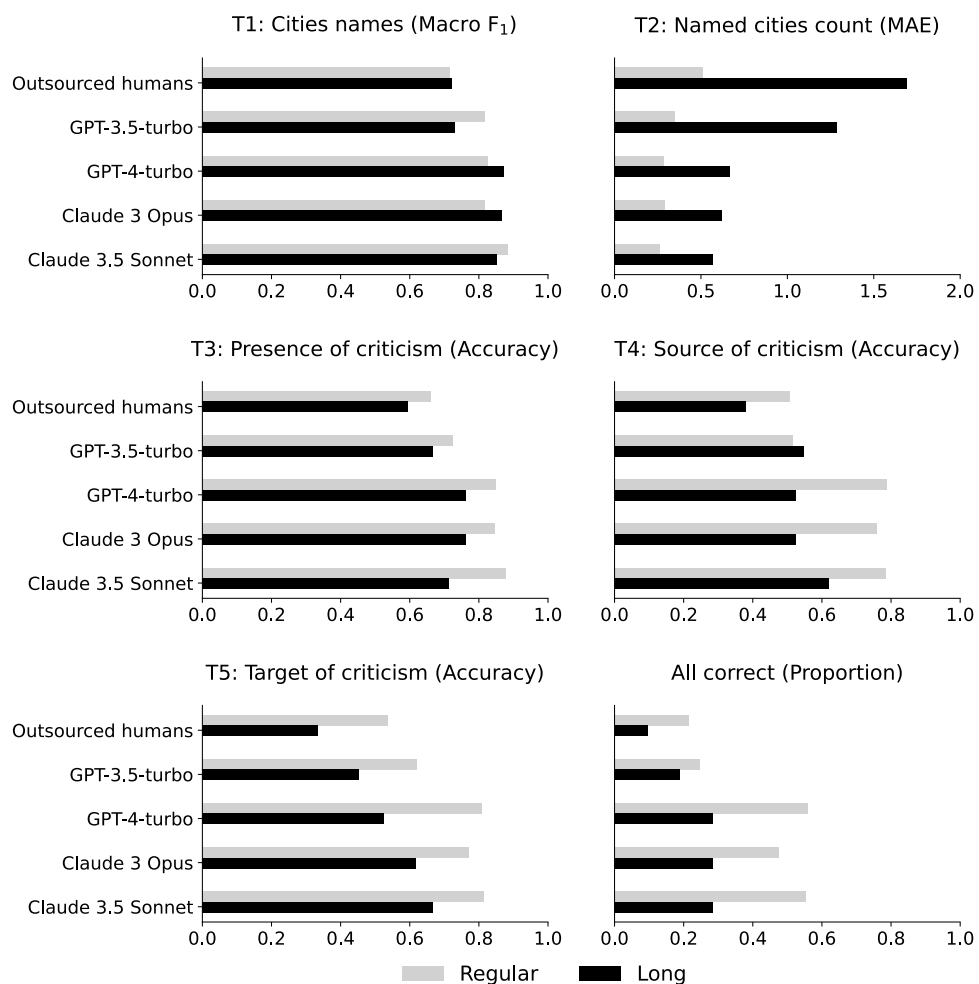 T1: Cities names (Macro F₁)
T2: Named cities count (MAE)
Outsourced humans
GPT-3.5-turbo
GPT-4-turbo
Claude 3 Opus
Claude 3.5 Sonnet
0.0 0.2 0.4 0.6 0.8 1.0
0.0 0.5 1.0 1.5 2.0
T3: Presence of criticism (Accuracy)
T4: Source of criticism (Accuracy)
Outsourced humans
GPT-3.5-turbo
GPT-4-turbo
Claude 3 Opus
Claude 3.5 Sonnet
0.0 0.2 0.4 0.6 0.8 1.0
0.0 0.2 0.4 0.6 0.8 1.0
T5: Target of criticism (Accuracy)
All correct (Proportion)
Outsourced humans
GPT-3.5-turbo
GPT-4-turbo
Claude 3 Opus
Claude 3.5 Sonnet
0.0 0.2 0.4 0.6 0.8 1.0
0.0 0.2 0.4 0.6 0.8 1.0
Regular Long